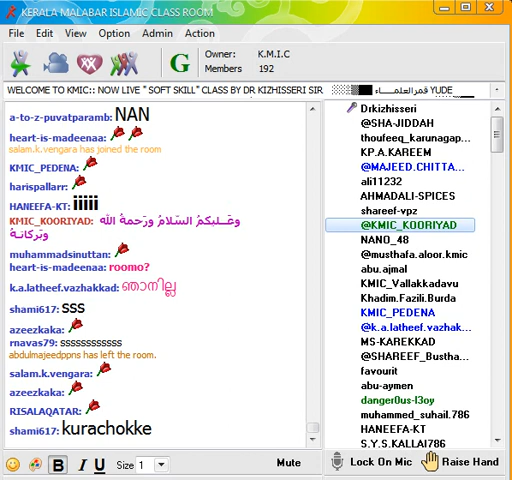 KERALA MALABAR ISLAMIC CLASS ROOM
File Edit View Option Admin Action
G Owner: K.M.I.C
Members 192
WELCOME TO KMIC:: NOW LIVE " SOFT SKILL" CLASS BY DR KIZHISSERI SIR قمرالعلمـــاء YUDE
a-to-z-puvatparamb: NAN
heart-is-madeenaa:
salam.k.vengara has joined the room
KMIC_PEDENA:
harispallarr:
HANEEFA-KT: iiiii
KMIC_KOORIYAD: وعَــليكمُ السّلامُ ورَحمةُ الله
وبَركاتهُ
muhammadsinuttan:
heart-is-madeenaa: roomo?
k.a.latheef.vazhakkad: ഞാനില്ല
shami617: sss
azeezkaka:
rnavas79: ssssssssssss
abdulmajeedppns has left the room.
salam.k.vengara:
azeezkaka:
RISALAQATAR:
shami617: kurachokke
B I U Size 1 Mute
Drkizhisseri
@SHA-JIDDAH
thoufeeq_karunagap...
KP.A.KAREEM
@MAJEED.CHITTA...
ali11232
AHMADALI-SPICES
shareef-vpz
@KMIC_KOORIYAD
NANO_48
@musthafa.aloor.kmic
abu.ajmal
KMIC_Vallakkadavu
Khadim.Fazili.Burda
KMIC_PEDENA
@k.a.latheef.vazhak...
MS-KAREKKAD
@SHAREEF_Bustha...
favourit
abu-aymen
danger0us-l3oy
muhammed_suhail.786
HANEEFA-KT
S.Y.S.KALLAI786
Lock On Mic Raise Hand